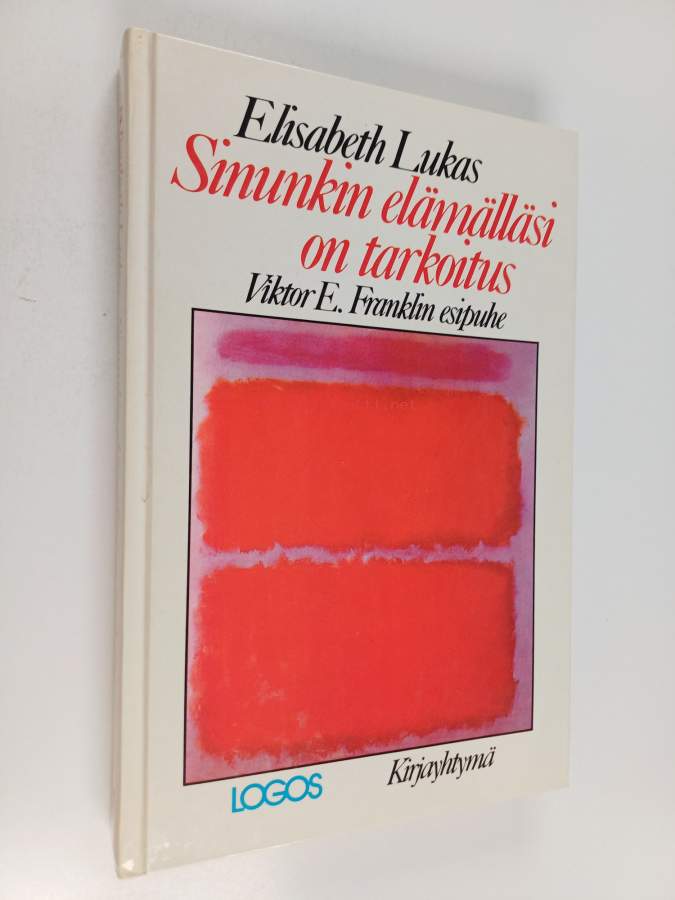 Elisabeth Lukas
Sinunkin elämälläsi
on tarkoitus
Viktor E. Franklin esipuhe
LOGOS
Kirjayhtymä